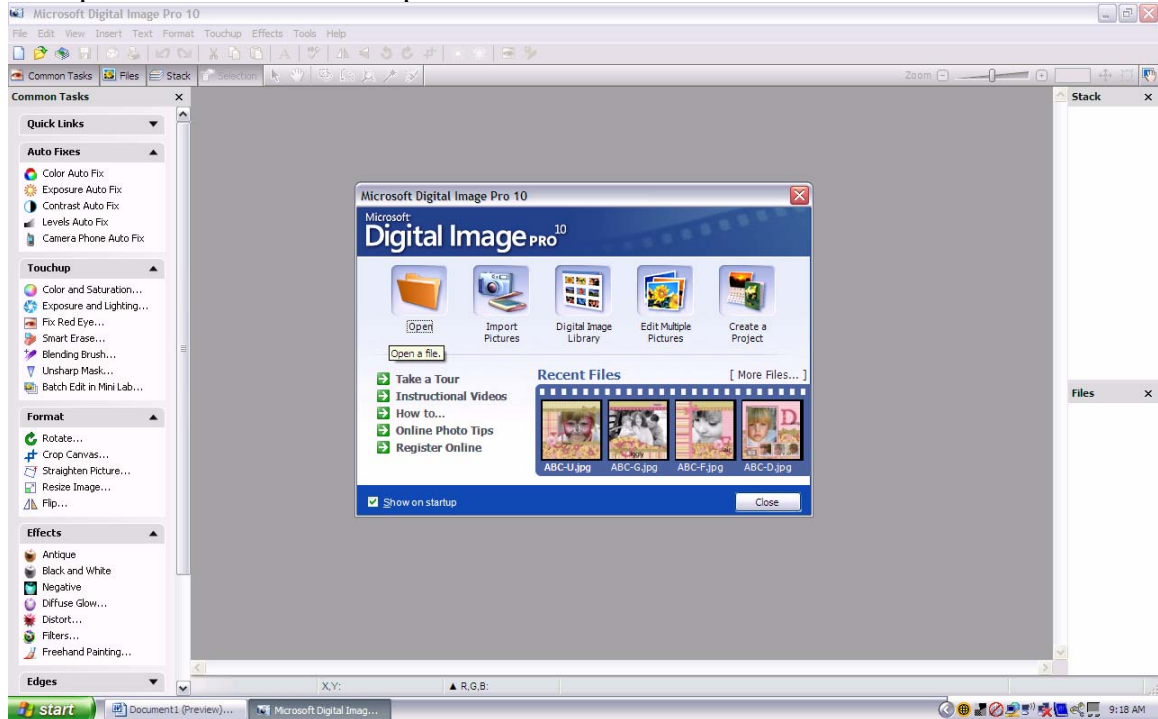 Microsoft Digital Image Pro 10
File Edit View Insert Text Format Touchup Effects Tools Help
Common Tasks Files Stack Selection Zoom
Common Tasks
Quick Links
Auto Fixes
Color Auto Fix
Exposure Auto Fix
Contrast Auto Fix
Levels Auto Fix
Camera Phone Auto Fix
Touchup
Color and Saturation...
Exposure and Lighting...
Fix Red Eye...
Smart Erase...
Blending Brush...
Unsharp Mask...
Batch Edit in Mini Lab...
Format
Rotate...
Crop Canvas...
Straighten Picture...
Resize Image...
Flip...
Effects
Antique
Black and White
Negative
Diffuse Glow...
Distort...
Filters...
Freehand Painting...
Edges
Microsoft Digital Image Pro 10
Microsoft
Digital Image PRO 10
Open
Import Pictures
Digital Image Library
Edit Multiple Pictures
Create a Project
Open a file.
Take a Tour
Instructional Videos
How to...
Online Photo Tips
Register Online
Recent Files [ More Files... ]
D
ABC-U.jpg ABC-G.jpg ABC-F.jpg ABC-D.jpg
Show on startup
Close
Stack
Files
X,Y: R,G,B:
start Document1 (Preview)... Microsoft Digital Imag... 9:18 AM